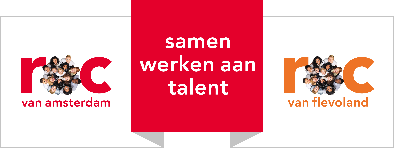 roc
van amsterdam
samen
werken aan
talent
roc
van flevoland